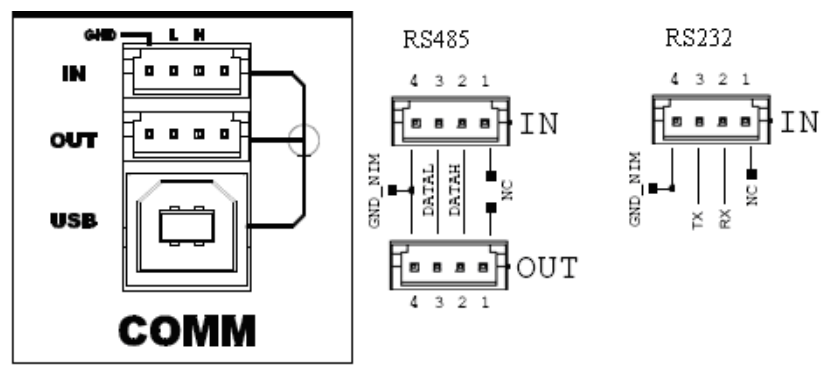 GND L H
IN
OUT
USB
COMM
RS485
4 3 2 1
IN
GND_NIM
DATAL
DATAH
NC
OUT
4 3 2 1
RS232
4 3 2 1
IN
GND_NIM
TX
RX
NC